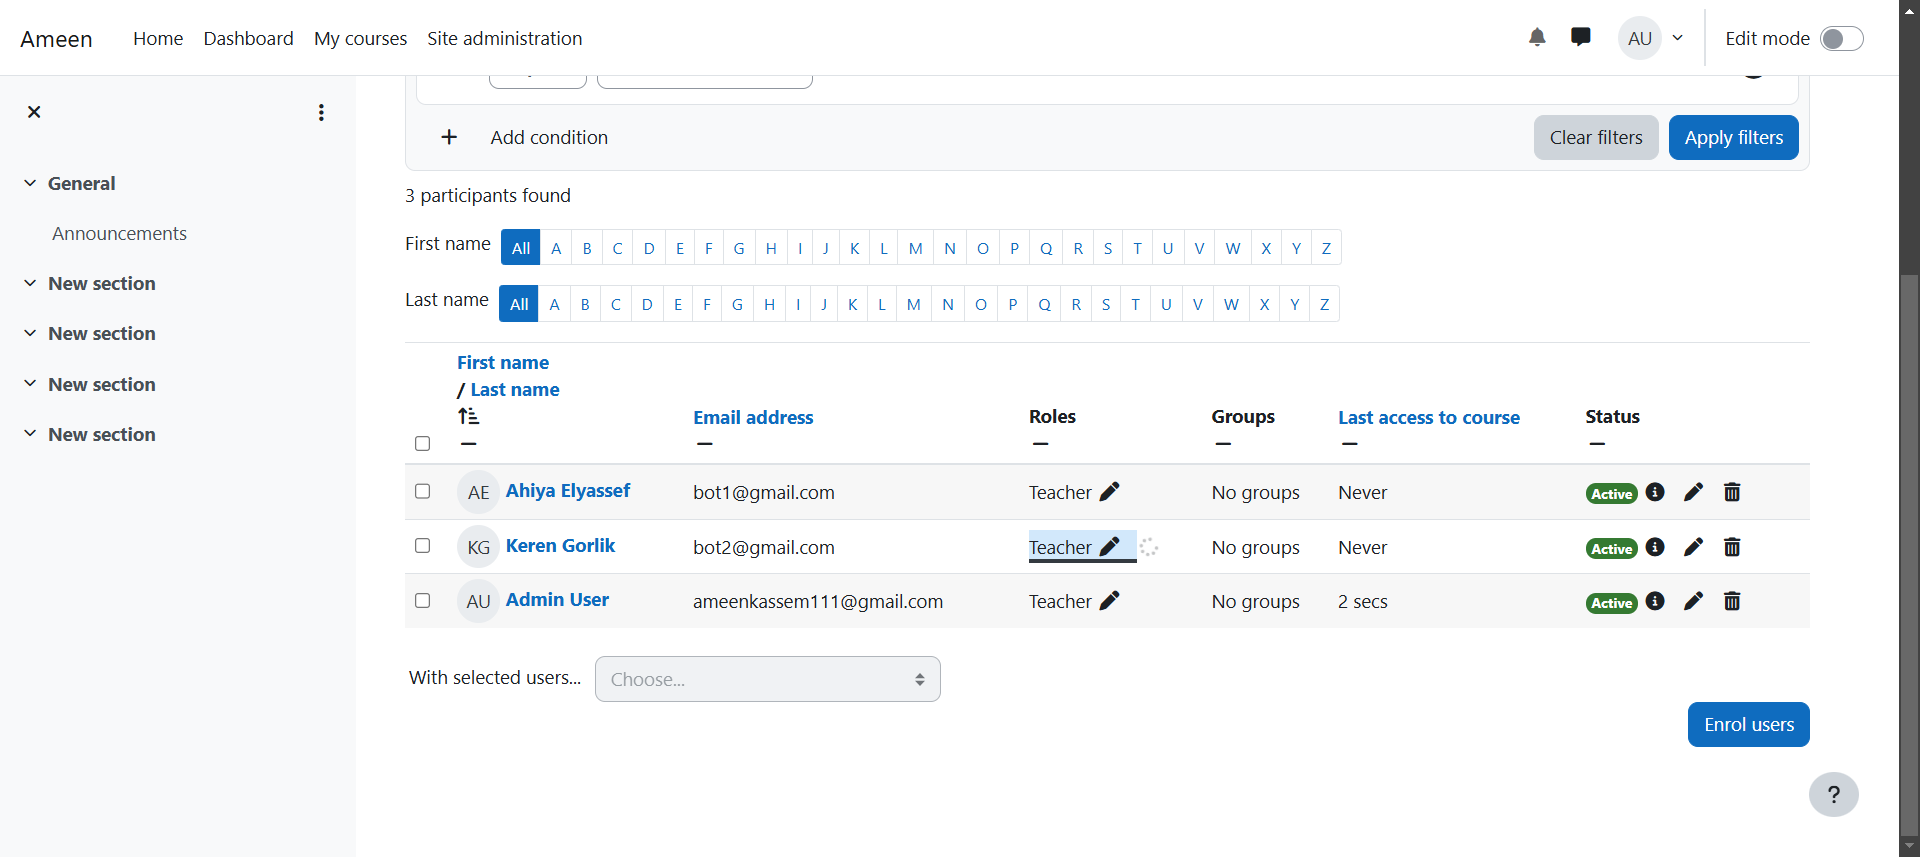 Ameen Home Dashboard My courses Site administration AU Edit mode
Add condition Clear filters Apply filters
General
Announcements
New section
New section
New section
New section
3 participants found
First name All A B C D E F G H I J K L M N O P Q R S T U V W X Y Z
Last name All A B C D E F G H I J K L M N O P Q R S T U V W X Y Z
First name
/ Last name
Email address Roles Groups Last access to course Status
AE Ahiya Elyassef bot1@gmail.com Teacher No groups Never Active
KG Keren Gorlik bot2@gmail.com Teacher No groups Never Active
AU Admin User ameenkassem111@gmail.com Teacher No groups 2 secs Active
With selected users... Choose...
Enrol users
?